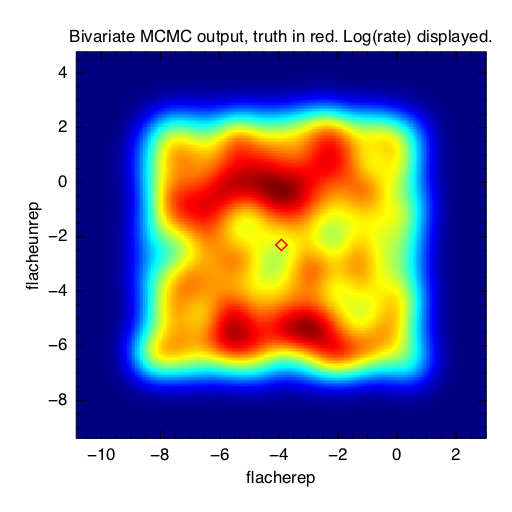 Bivariate MCMC output, truth in red. Log(rate) displayed.
4
2
0
−2
−4
−6
−8
flacheunrep
−10 −8 −6 −4 −2 0 2
flacherep